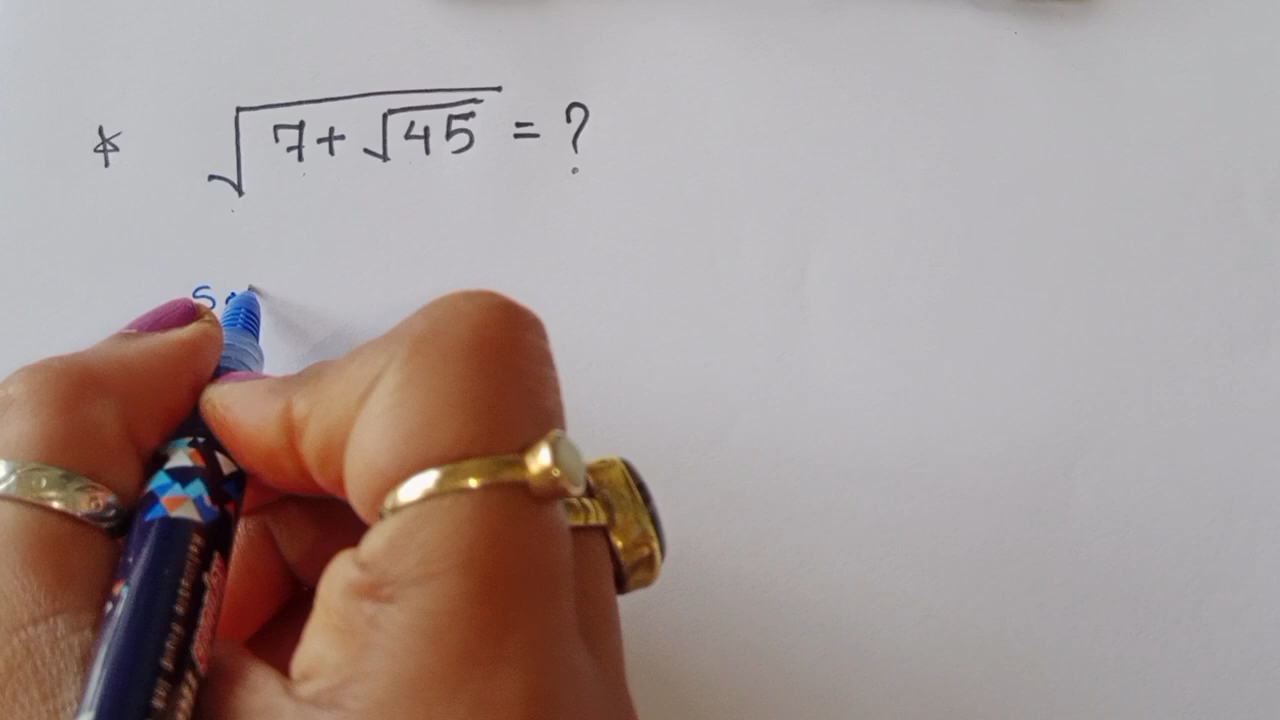 * √(7+√45) = ?
S